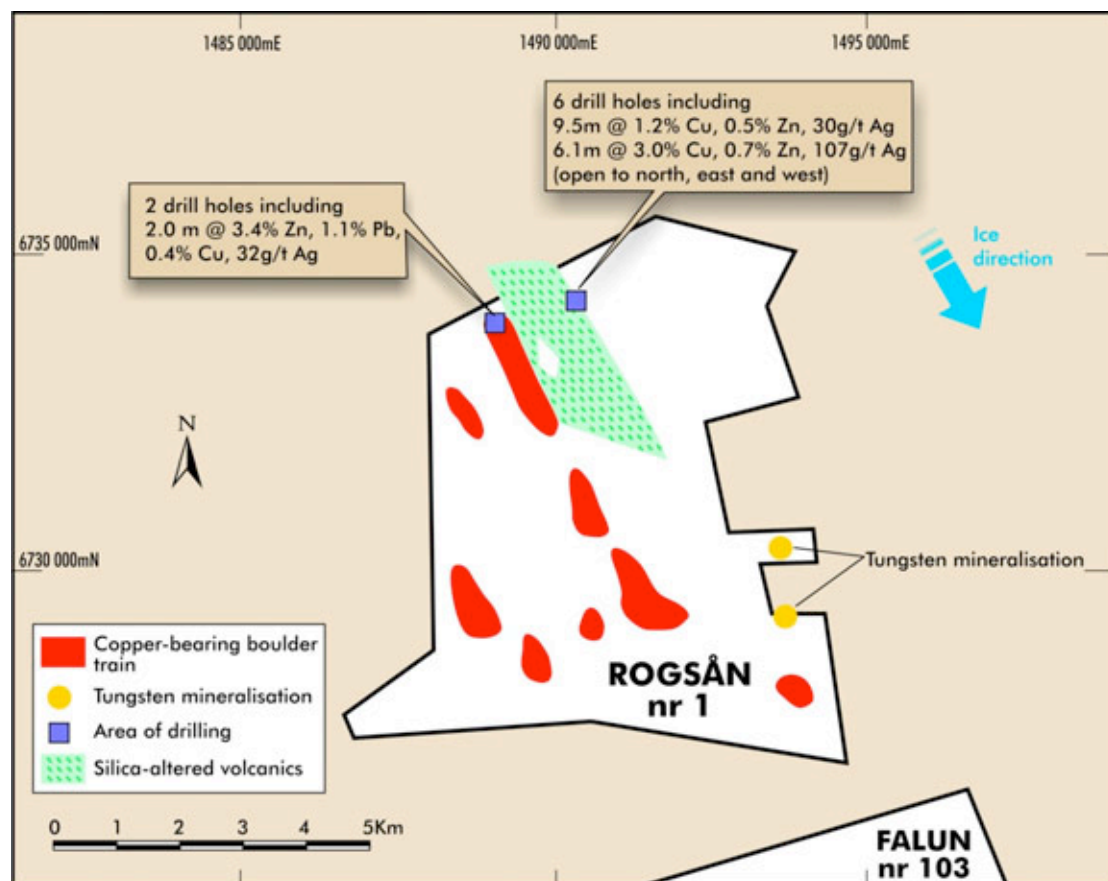 1485 000mE
1490 000mE
1495 000mE
6 drill holes including
9.5m @ 1.2% Cu, 0.5% Zn, 30g/t Ag
6.1m @ 3.0% Cu, 0.7% Zn, 107g/t Ag
(open to north, east and west)
2 drill holes including
2.0 m @ 3.4% Zn, 1.1% Pb,
0.4% Cu, 32g/t Ag
6735 000mN
Ice
direction
N
6730 000mN
Tungsten mineralisation
ROGSÅN
nr 1
Copper-bearing boulder
train
Tungsten mineralisation
Area of drilling
Silica-altered volcanics
0 1 2 3 4 5Km
FALUN
nr 103